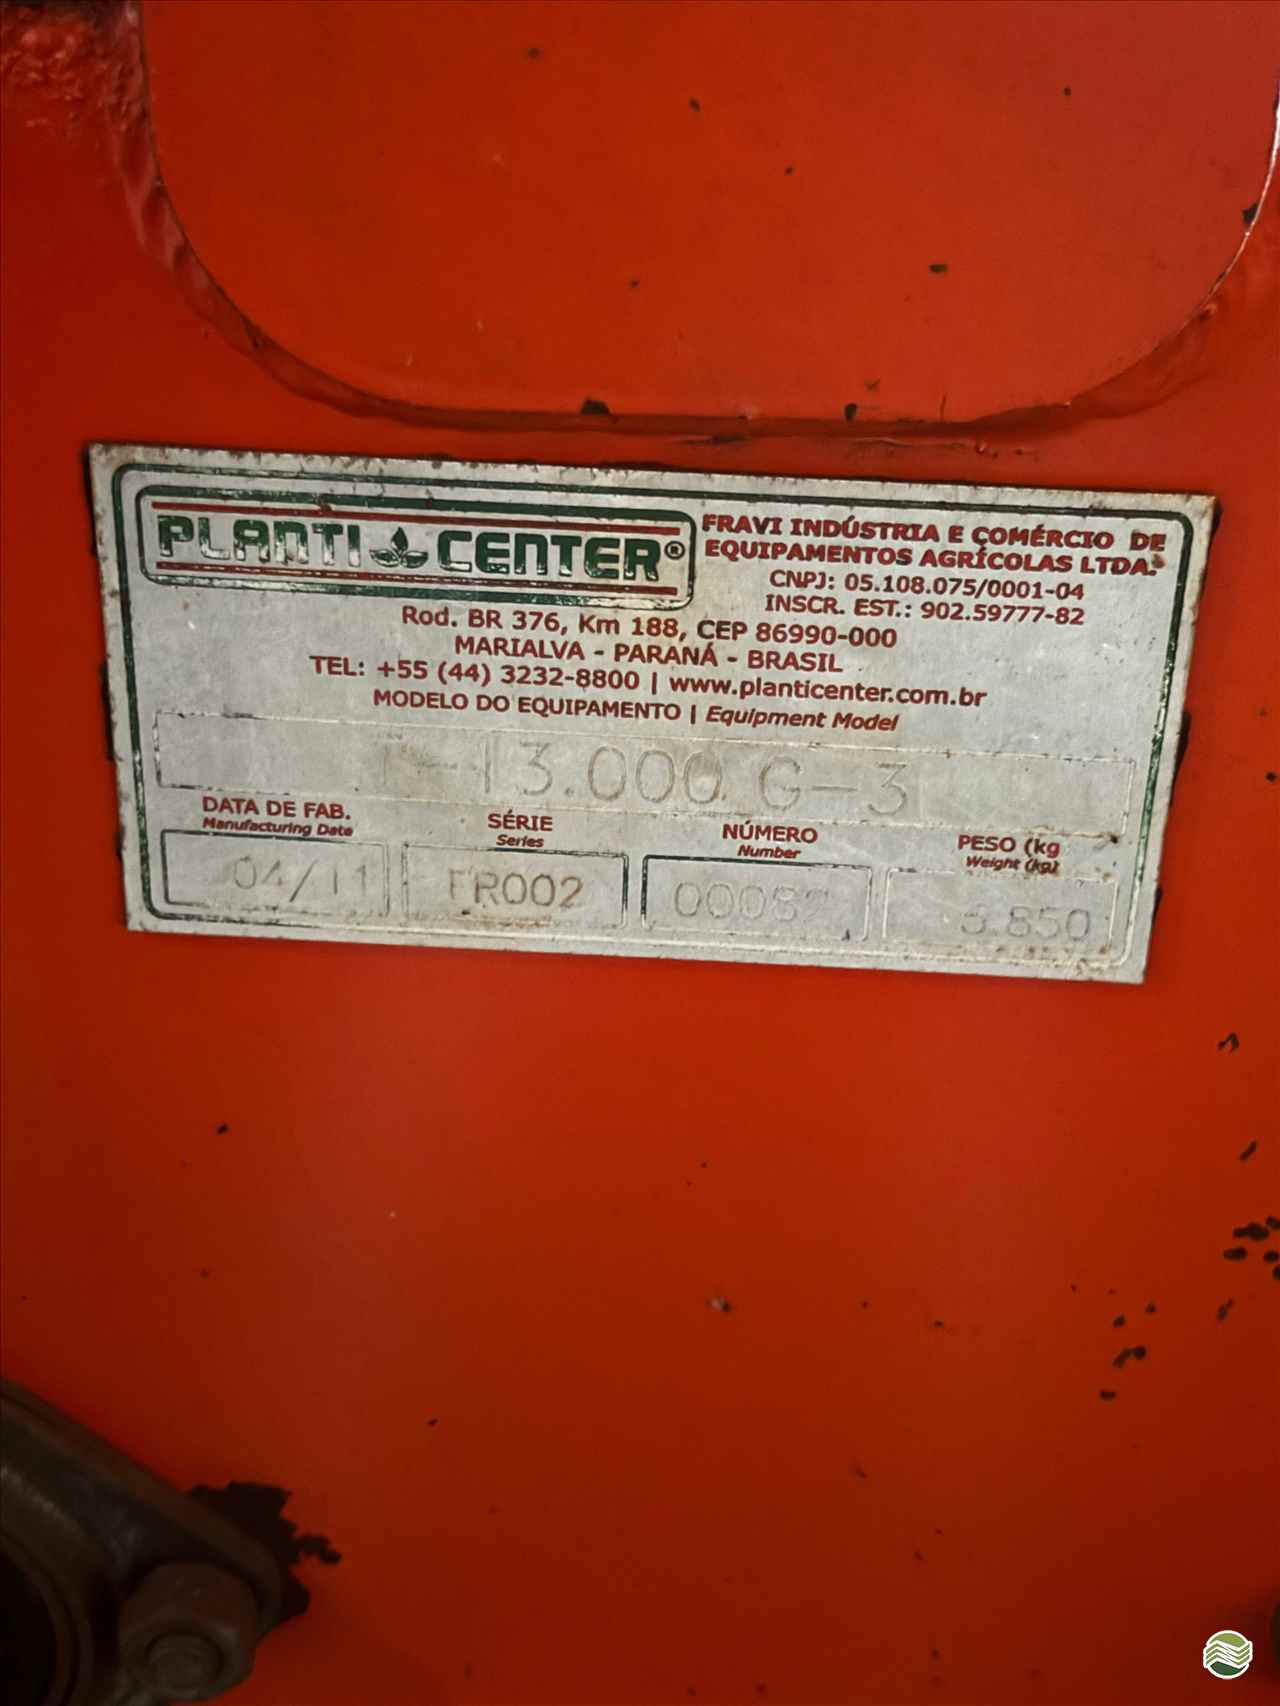 PLANTI CENTER®
FRAVI INDÚSTRIA E COMÉRCIO DE
EQUIPAMENTOS AGRÍCOLAS LTDA.
CNPJ: 05.108.075/0001-04
INSCR. EST.: 902.59777-82
Rod. BR 376, Km 188, CEP 86990-000
MARIALVA - PARANÁ - BRASIL
TEL: +55 (44) 3232-8800 | www.planticenter.com.br
MODELO DO EQUIPAMENTO | Equipment Model
13.000 G-3
DATA DE FAB.
Manufacturing Date
04/11
SÉRIE
Series
FR002
NÚMERO
Number
PESO (kg
Weight (kg)
3.850